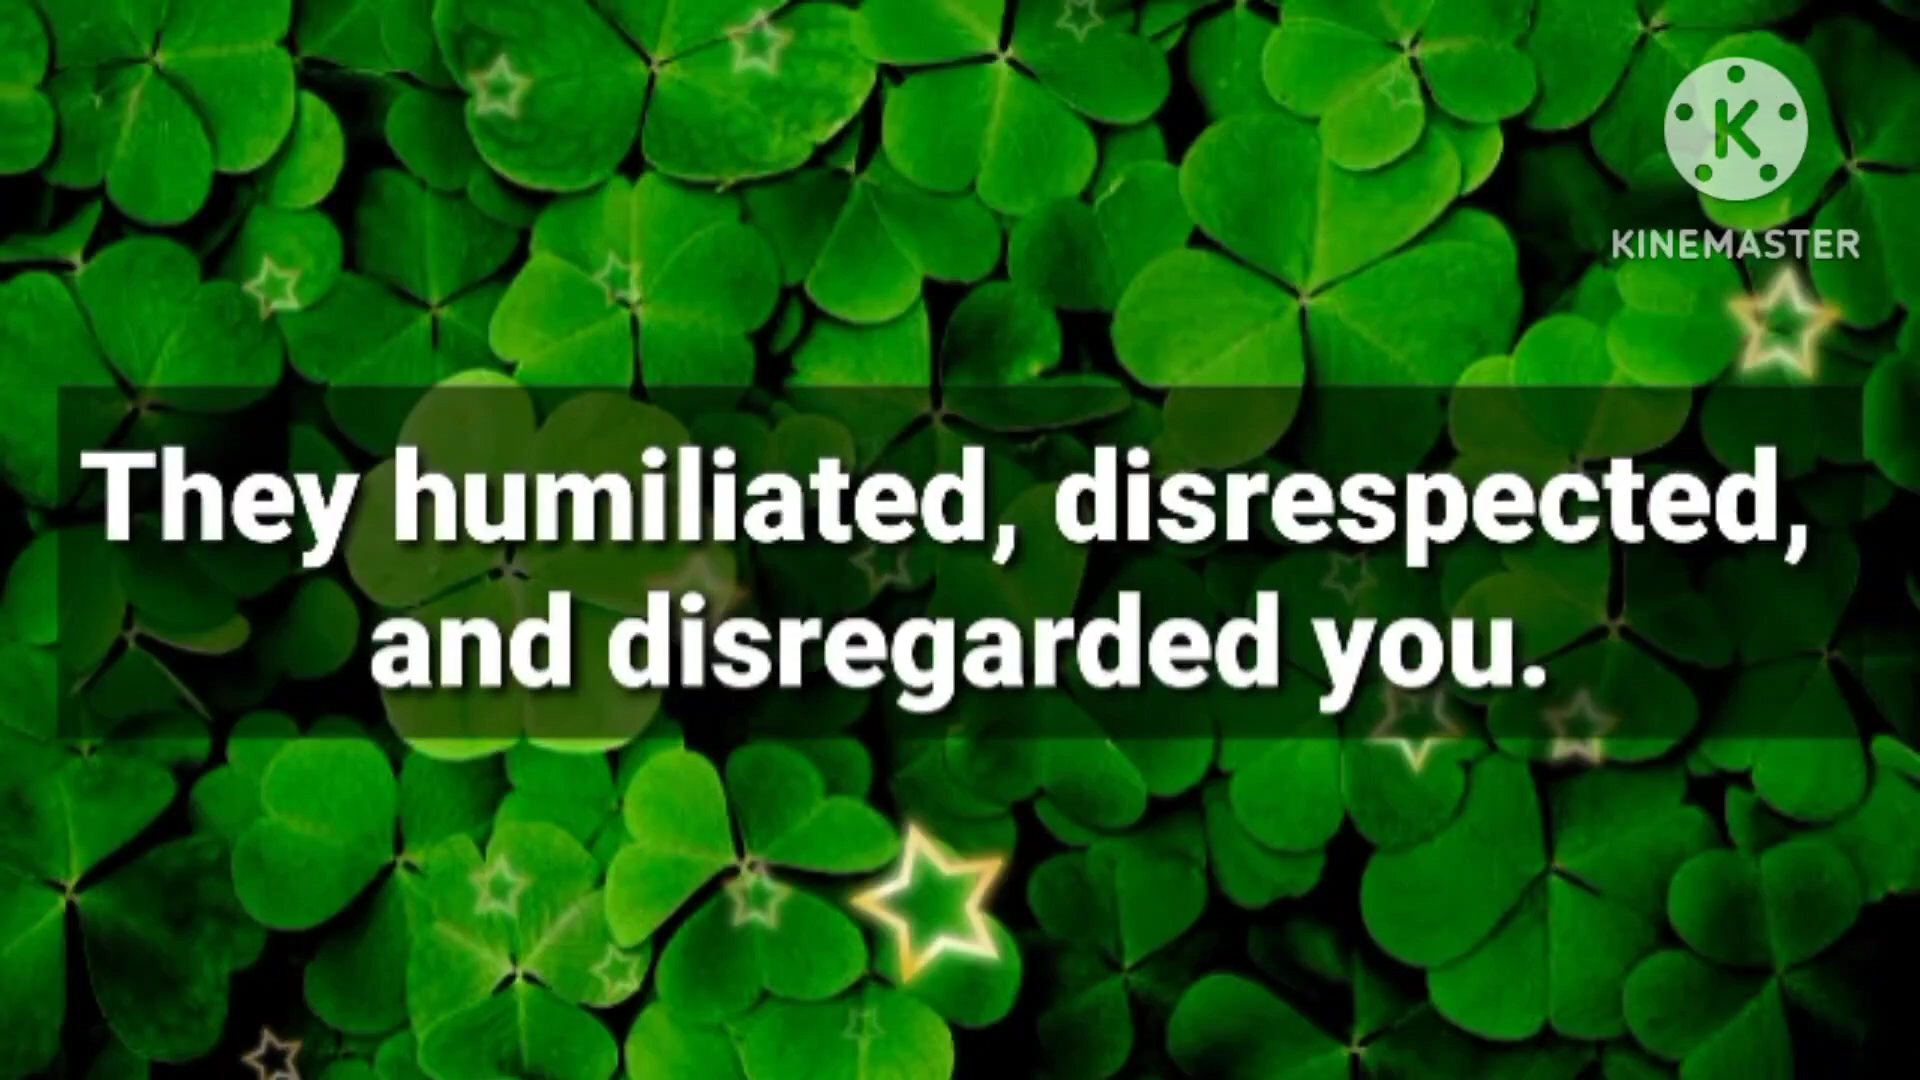 K
KINEMASTER
They humiliated, disrespected,
and disregarded you.